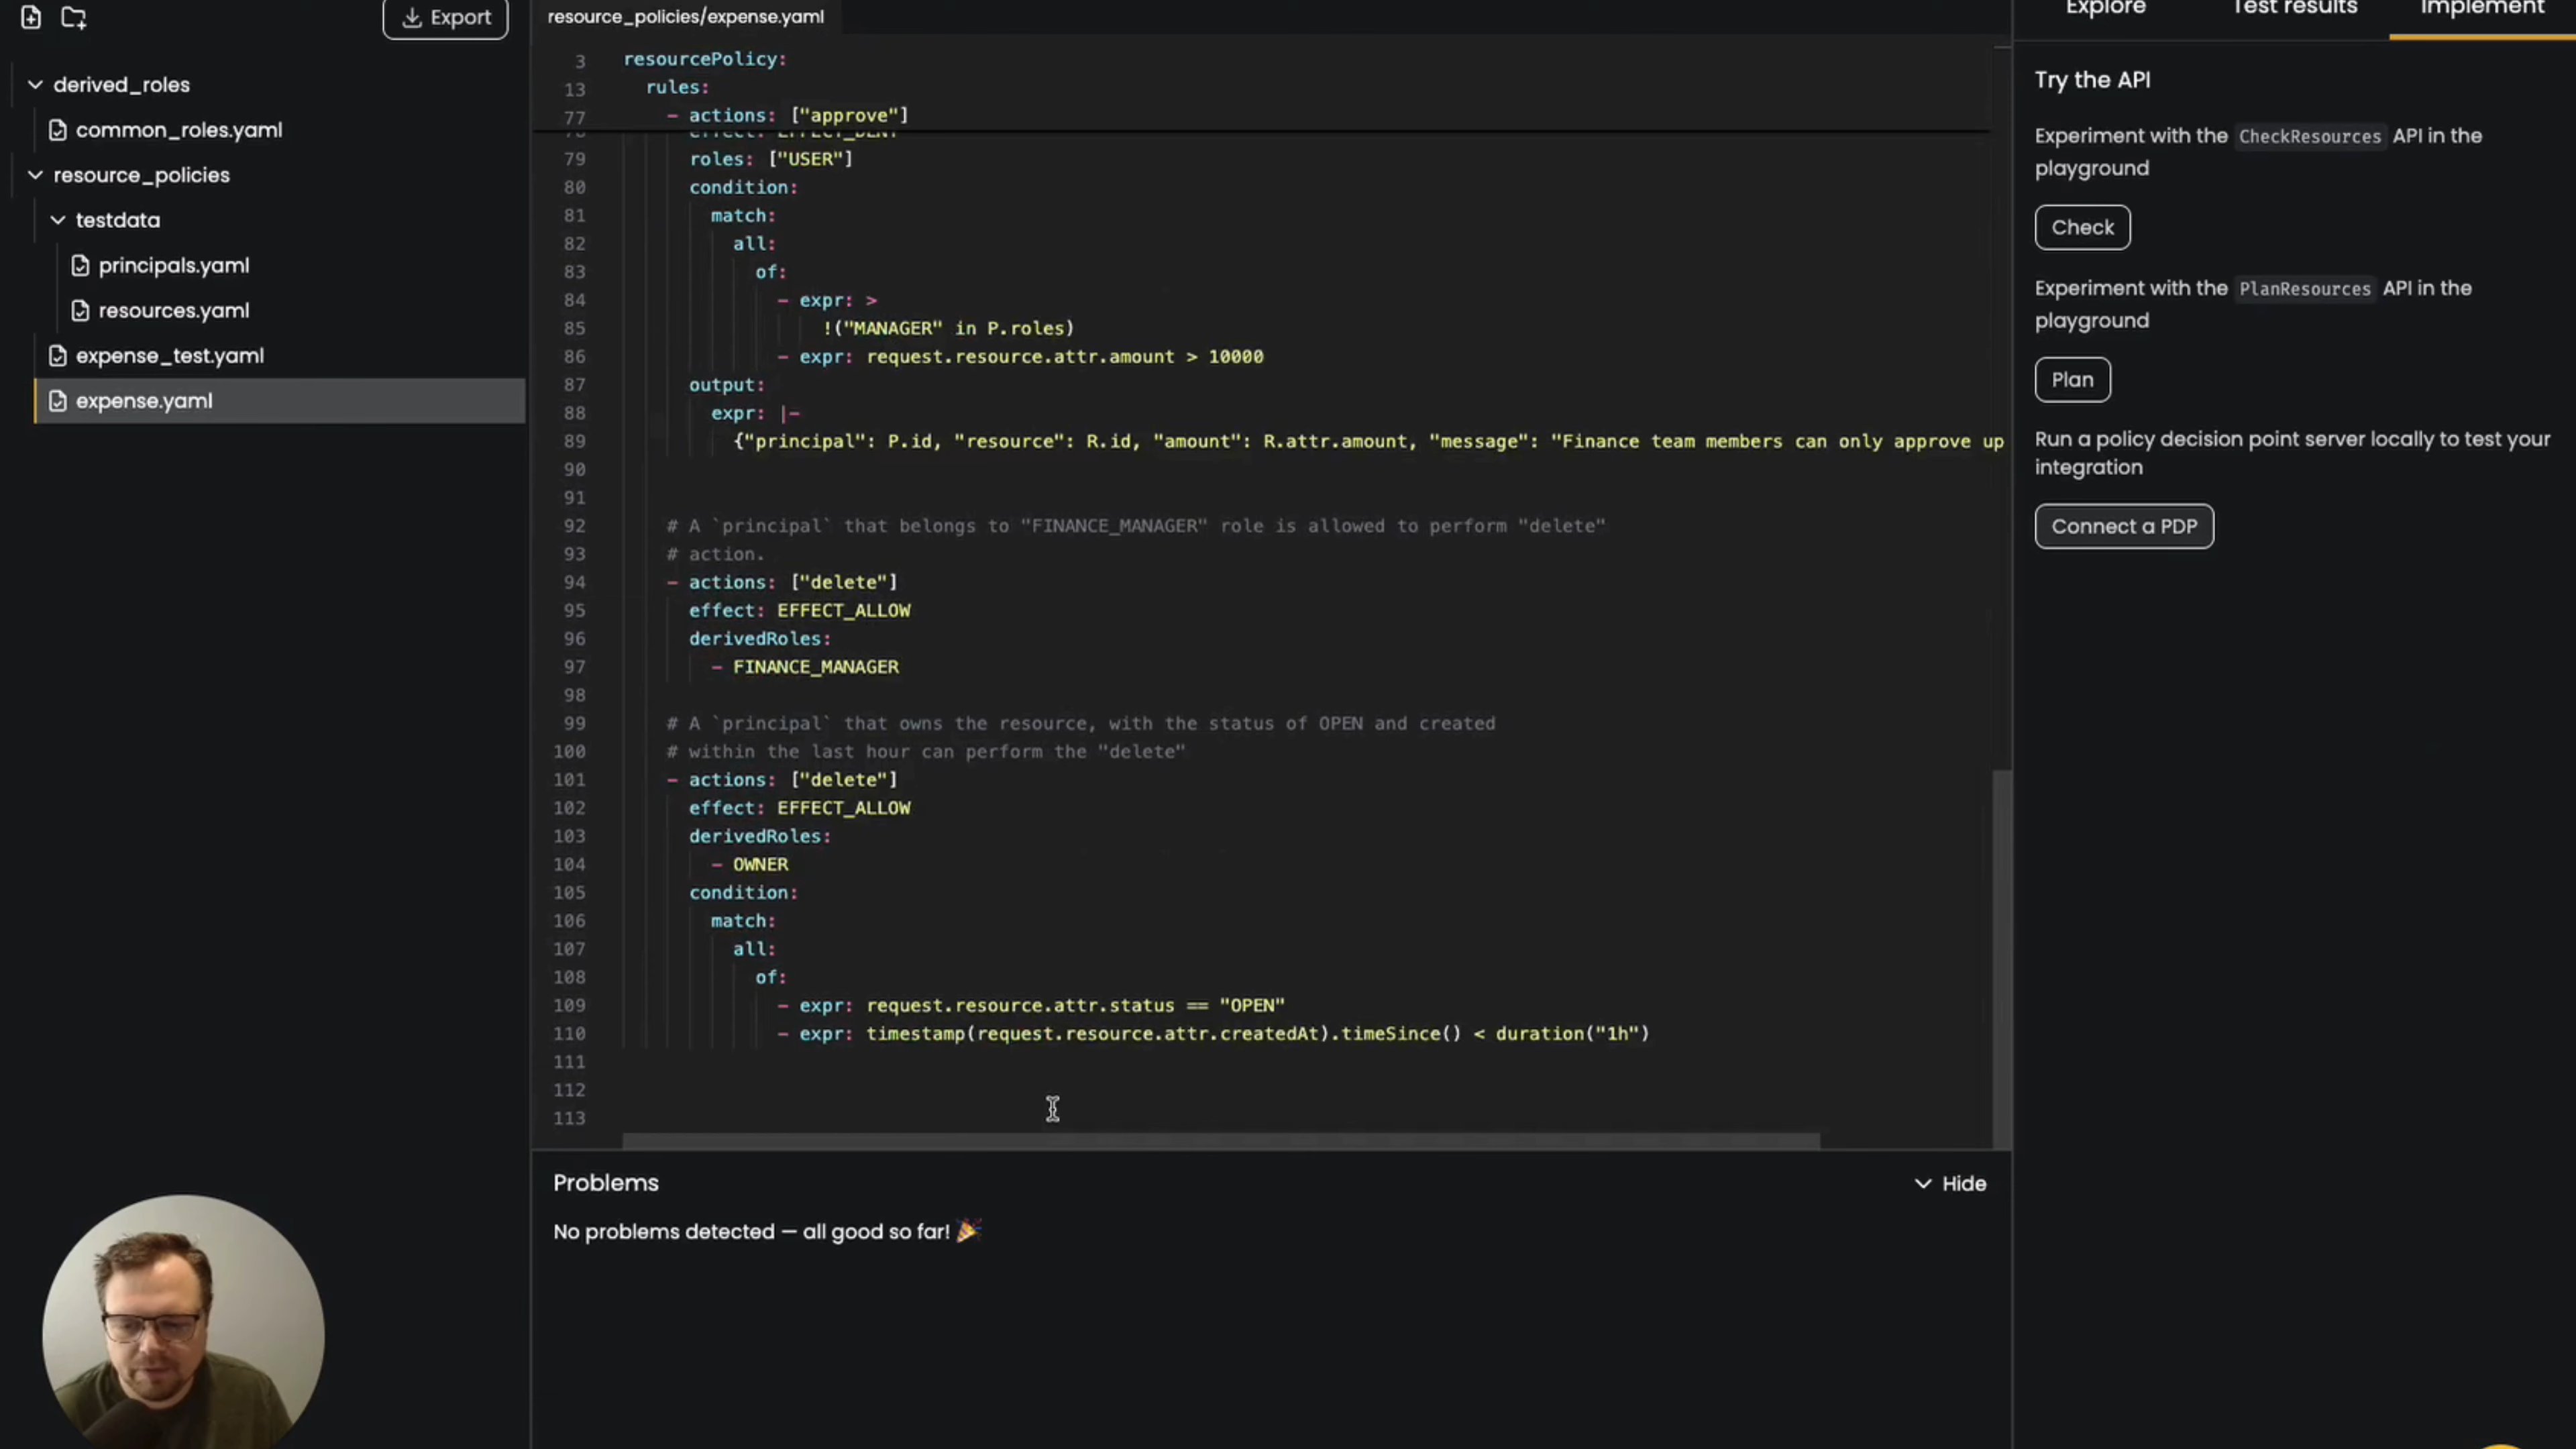 Export
derived_roles
common_roles.yaml
resource_policies
testdata
principals.yaml
resources.yaml
expense_test.yaml
expense.yaml
resource_policies/expense.yaml
3 resourcePolicy:
13 rules:
77 - actions: ["approve"]
effect: EFFECT_DENY
79 roles: ["USER"]
80 condition:
81 match:
82 all:
83 of:
84 - expr: >
85 !("MANAGER" in P.roles)
86 - expr: request.resource.attr.amount > 10000
87 output:
88 expr: |-
89 {"principal": P.id, "resource": R.id, "amount": R.attr.amount, "message": "Finance team members can only approve up
90
91
92 # A `principal` that belongs to "FINANCE_MANAGER" role is allowed to perform "delete"
93 # action.
94 - actions: ["delete"]
95 effect: EFFECT_ALLOW
96 derivedRoles:
97 - FINANCE_MANAGER
98
99 # A `principal` that owns the resource, with the status of OPEN and created
100 # within the last hour can perform the "delete"
101 - actions: ["delete"]
102 effect: EFFECT_ALLOW
103 derivedRoles:
104 - OWNER
105 condition:
106 match:
107 all:
108 of:
109 - expr: request.resource.attr.status == "OPEN"
110 - expr: timestamp(request.resource.attr.createdAt).timeSince() < duration("1h")
111
112
113
Problems
Hide
No problems detected — all good so far! 🎉
Explore Test results Implement
Try the API
Experiment with the CheckResources API in the
playground
Check
Experiment with the PlanResources API in the
playground
Plan
Run a policy decision point server locally to test your
integration
Connect a PDP